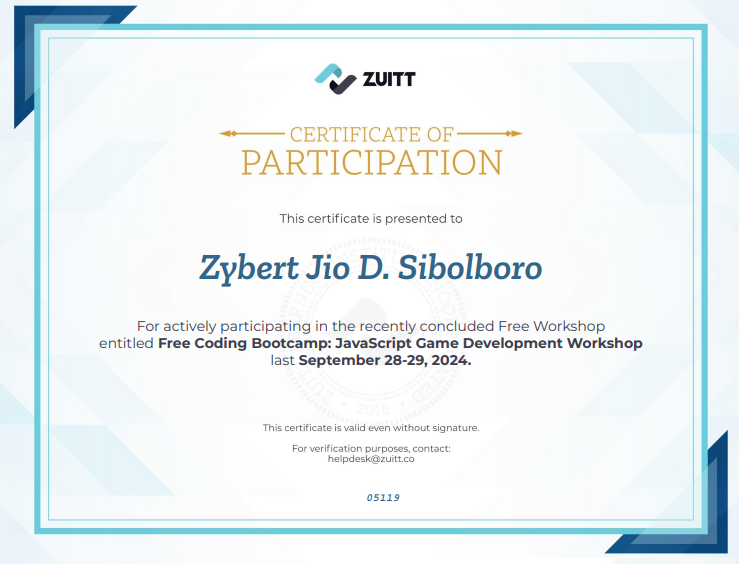 ZUITT
CERTIFICATE OF
PARTICIPATION
This certificate is presented to
Zybert Jio D. Sibolboro
For actively participating in the recently concluded Free Workshop
entitled Free Coding Bootcamp: JavaScript Game Development Workshop
last September 28-29, 2024.
2016
This certificate is valid even without signature.
For verification purposes, contact:
helpdesk@zuitt.co
05119